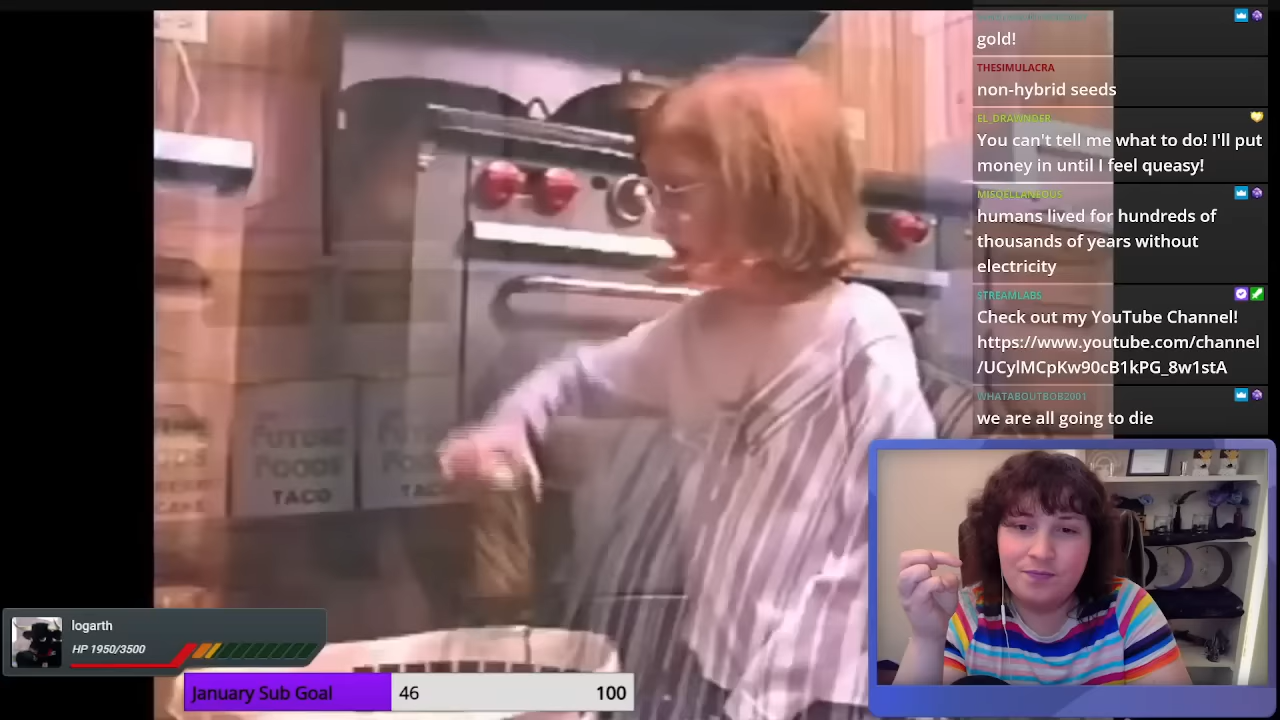 gold!
THESIMULACRA
non-hybrid seeds
EL_DRAWNDER
You can't tell me what to do! I'll put
money in until I feel queasy!
MISQELLANEOUS
humans lived for hundreds of
thousands of years without
electricity
STREAMLABS
Check out my YouTube Channel!
https://www.youtube.com/channel
/UCylMCpKw90cB1kPG_8w1stA
WHATABOUTBOB2001
we are all going to die
FUTURE
FOODS
TACO
logarth
HP 1950/3500
January Sub Goal
46
100